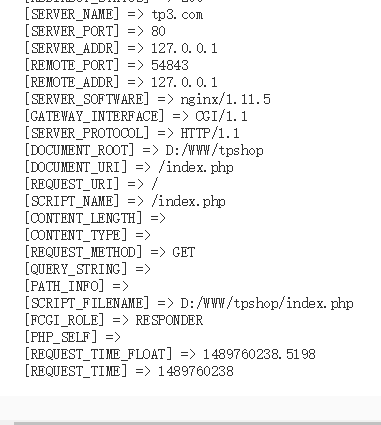 [SERVER_NAME] => tp3.com
[SERVER_PORT] => 80
[SERVER_ADDR] => 127.0.0.1
[REMOTE_PORT] => 54843
[REMOTE_ADDR] => 127.0.0.1
[SERVER_SOFTWARE] => nginx/1.11.5
[GATEWAY_INTERFACE] => CGI/1.1
[SERVER_PROTOCOL] => HTTP/1.1
[DOCUMENT_ROOT] => D:/WWW/tpshop
[DOCUMENT_URI] => /index.php
[REQUEST_URI] => /
[SCRIPT_NAME] => /index.php
[CONTENT_LENGTH] =>
[CONTENT_TYPE] =>
[REQUEST_METHOD] => GET
[QUERY_STRING] =>
[PATH_INFO] =>
[SCRIPT_FILENAME] => D:/WWW/tpshop/index.php
[FCGI_ROLE] => RESPONDER
[PHP_SELF] =>
[REQUEST_TIME_FLOAT] => 1489760238.5198
[REQUEST_TIME] => 1489760238